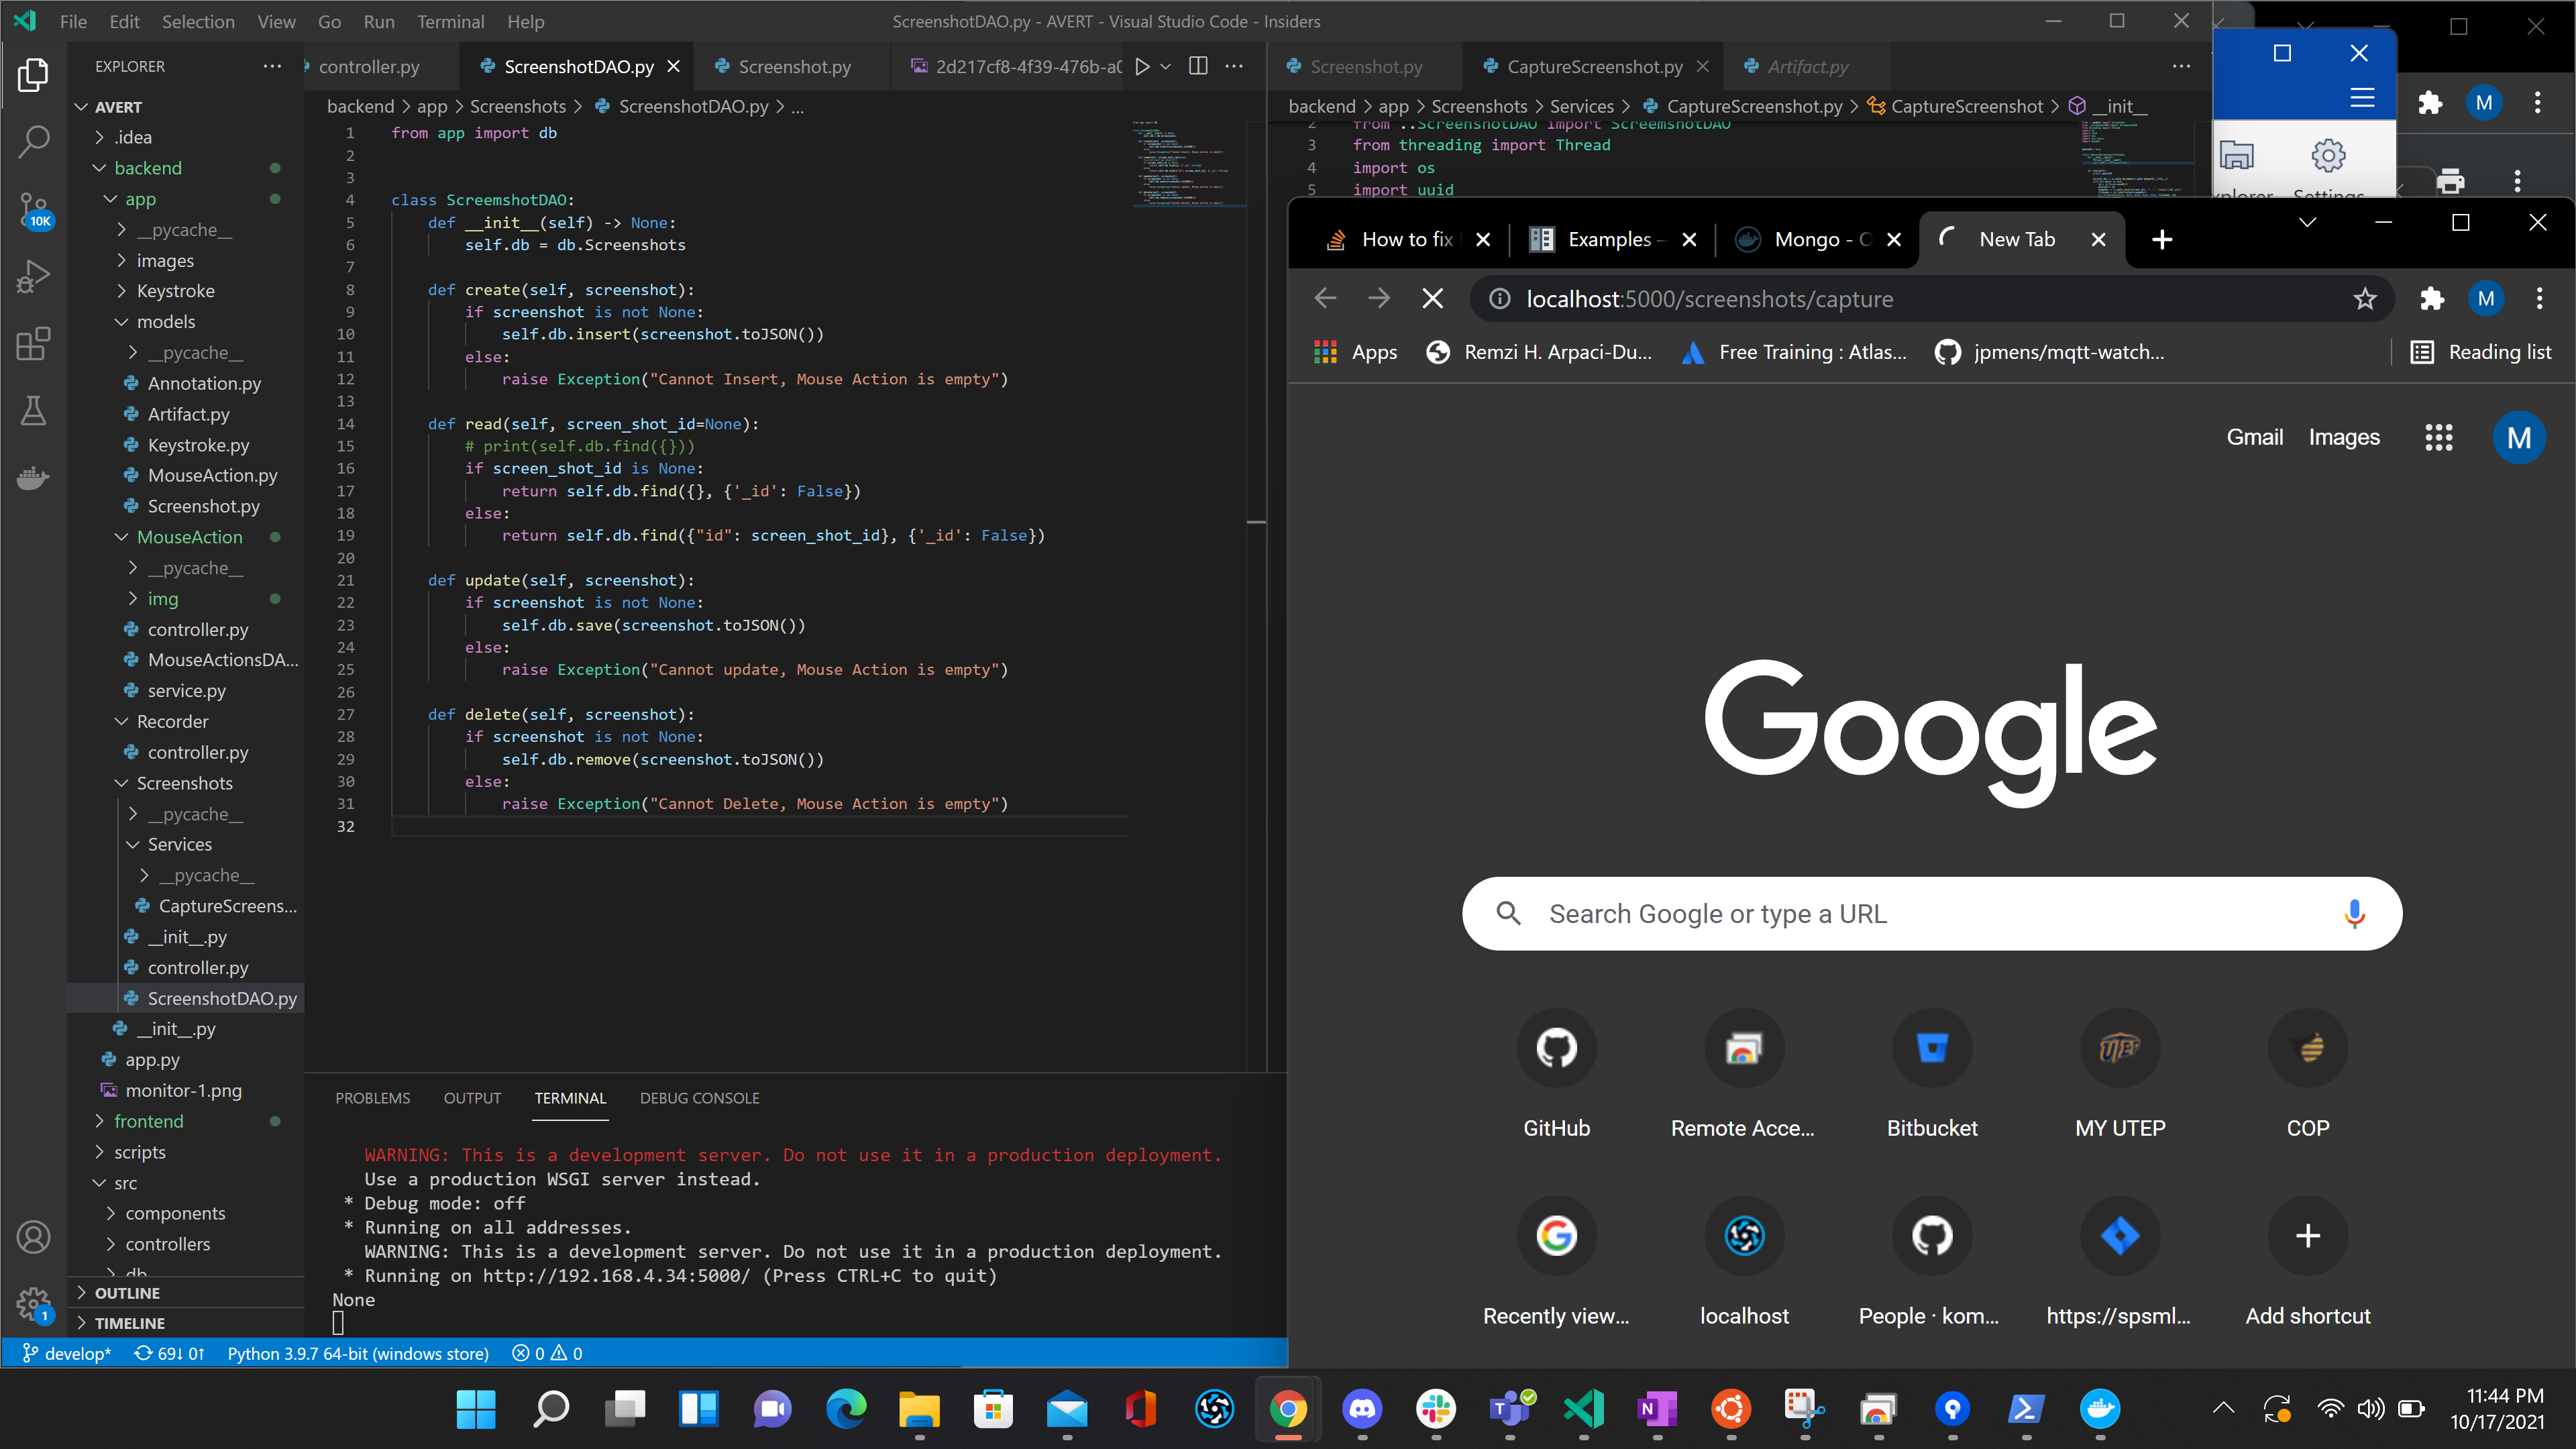 File Edit Selection View Go Run Terminal Help
ScreenshotDAO.py - AVERT - Visual Studio Code - Insiders
EXPLORER
AVERT
.idea
backend
app
__pycache__
images
Keystroke
models
__pycache__
Annotation.py
Artifact.py
Keystroke.py
MouseAction.py
Screenshot.py
MouseAction
__pycache__
img
controller.py
MouseActionsDA...
service.py
Recorder
controller.py
Screenshots
__pycache__
Services
__pycache__
CaptureScreens...
__init__.py
controller.py
ScreenshotDAO.py
__init__.py
app.py
monitor-1.png
frontend
scripts
src
components
controllers
db
OUTLINE
TIMELINE
10K
1
controller.py ScreenshotDAO.py Screenshot.py 2d217cf8-4f39-476b-a0
backend > app > Screenshots > ScreenshotDAO.py > ...
1 from app import db
2
3
4 class ScreemshotDAO:
5 def __init__(self) -> None:
6 self.db = db.Screenshots
7
8 def create(self, screenshot):
9 if screenshot is not None:
10 self.db.insert(screenshot.toJSON())
11 else:
12 raise Exception("Cannot Insert, Mouse Action is empty")
13
14 def read(self, screen_shot_id=None):
15 # print(self.db.find({}))
16 if screen_shot_id is None:
17 return self.db.find({}, {'_id': False})
18 else:
19 return self.db.find({"id": screen_shot_id}, {'_id': False})
20
21 def update(self, screenshot):
22 if screenshot is not None:
23 self.db.save(screenshot.toJSON())
24 else:
25 raise Exception("Cannot update, Mouse Action is empty")
26
27 def delete(self, screenshot):
28 if screenshot is not None:
29 self.db.remove(screenshot.toJSON())
30 else:
31 raise Exception("Cannot Delete, Mouse Action is empty")
32
PROBLEMS OUTPUT TERMINAL DEBUG CONSOLE
WARNING: This is a development server. Do not use it in a production deployment.
Use a production WSGI server instead.
* Debug mode: off
* Running on all addresses.
WARNING: This is a development server. Do not use it in a production deployment.
* Running on http://192.168.4.34:5000/ (Press CTRL+C to quit)
None
develop* 69↓ 0↑ Python 3.9.7 64-bit (windows store) 0 0
Screenshot.py CaptureScreenshot.py Artifact.py
backend > app > Screenshots > Services > CaptureScreenshot.py > CaptureScreenshot > __init__
2 from ..ScreenshotDAO import ScreemshotDAO
3 from threading import Thread
4 import os
5 import uuid
M
Settings
How to fix Examples – Mongo - New Tab
localhost:5000/screenshots/capture
M
Apps Remzi H. Arpaci-Du... Free Training : Atlas... jpmens/mqtt-watch... Reading list
Gmail Images M
Google
Search Google or type a URL
GitHub Remote Acce... Bitbucket MY UTEP COP
Recently view... localhost People · kom... https://spsml... Add shortcut
11:44 PM
10/17/2021